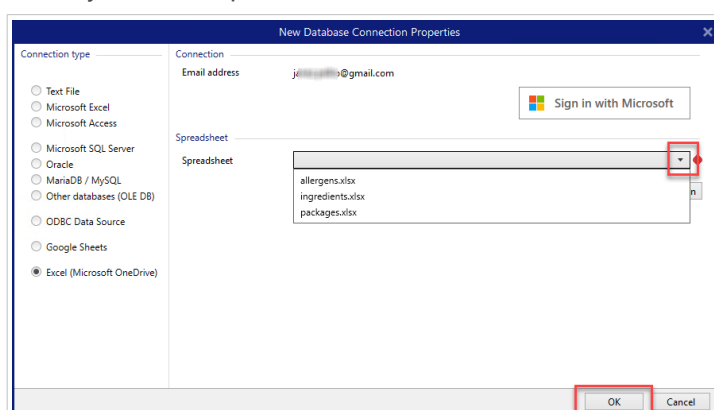 New Database Connection Properties
Connection type
Text File
Microsoft Excel
Microsoft Access
Microsoft SQL Server
Oracle
MariaDB / MySQL
Other databases (OLE DB)
ODBC Data Source
Google Sheets
Excel (Microsoft OneDrive)
Connection
Email address
@gmail.com
Sign in with Microsoft
Spreadsheet
Spreadsheet
allergens.xlsx
ingredients.xlsx
packages.xlsx
OK
Cancel